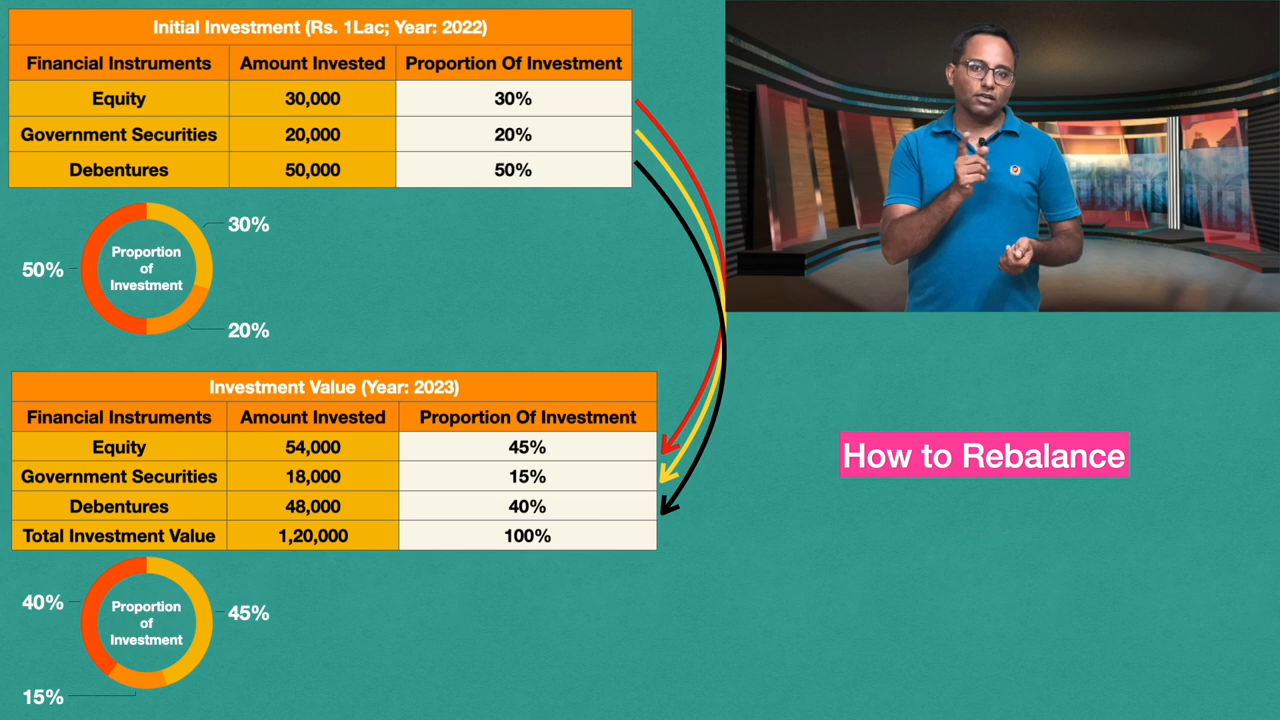 Initial Investment (Rs. 1Lac; Year: 2022)
Financial Instruments Amount Invested Proportion Of Investment
Equity 30,000 30%
Government Securities 20,000 20%
Debentures 50,000 50%
30%
Proportion
of
Investment
50%
20%
Investment Value (Year: 2023)
Financial Instruments Amount Invested Proportion Of Investment
Equity 54,000 45%
Government Securities 18,000 15%
Debentures 48,000 40%
Total Investment Value 1,20,000 100%
40%
Proportion
of
Investment
45%
15%
How to Rebalance